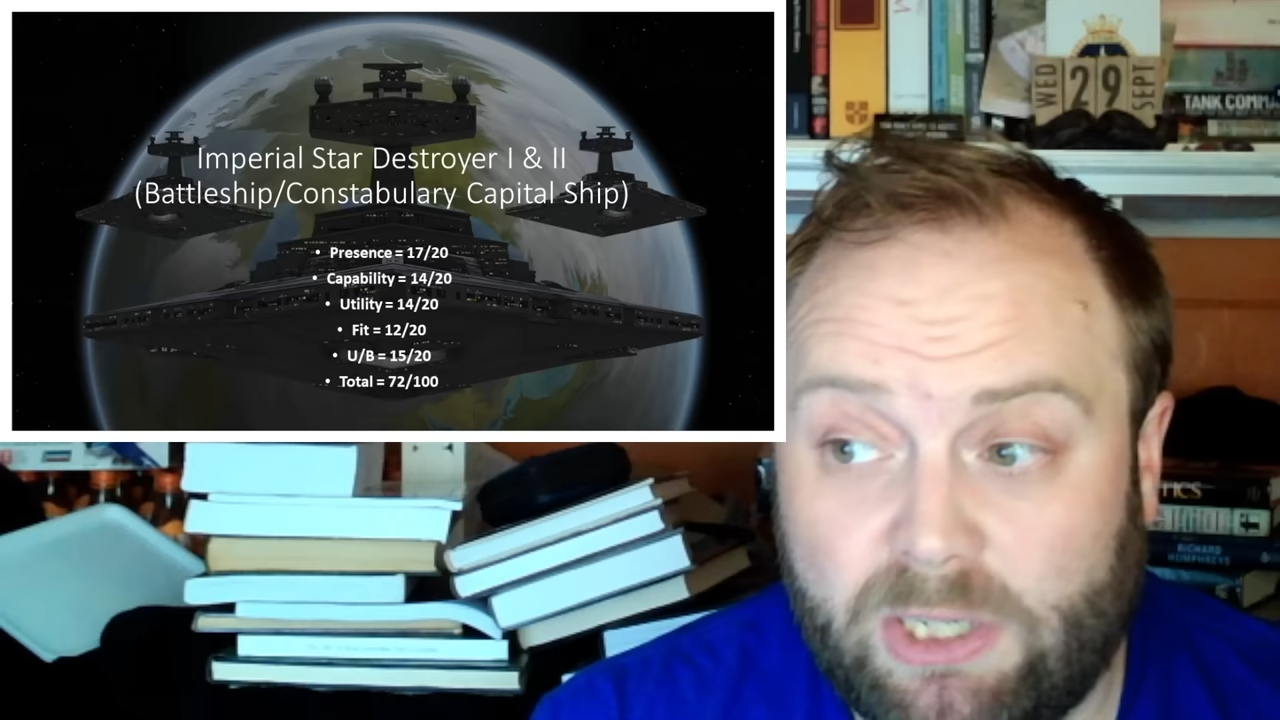 Imperial Star Destroyer I & II
(Battleship/Constabulary Capital Ship)
• Presence = 17/20
• Capability = 14/20
• Utility = 14/20
• Fit = 12/20
• U/B = 15/20
• Total = 72/100
WED 29 SEPT
TANK COMMA
TICS
RICHARD
HUMPHREYS